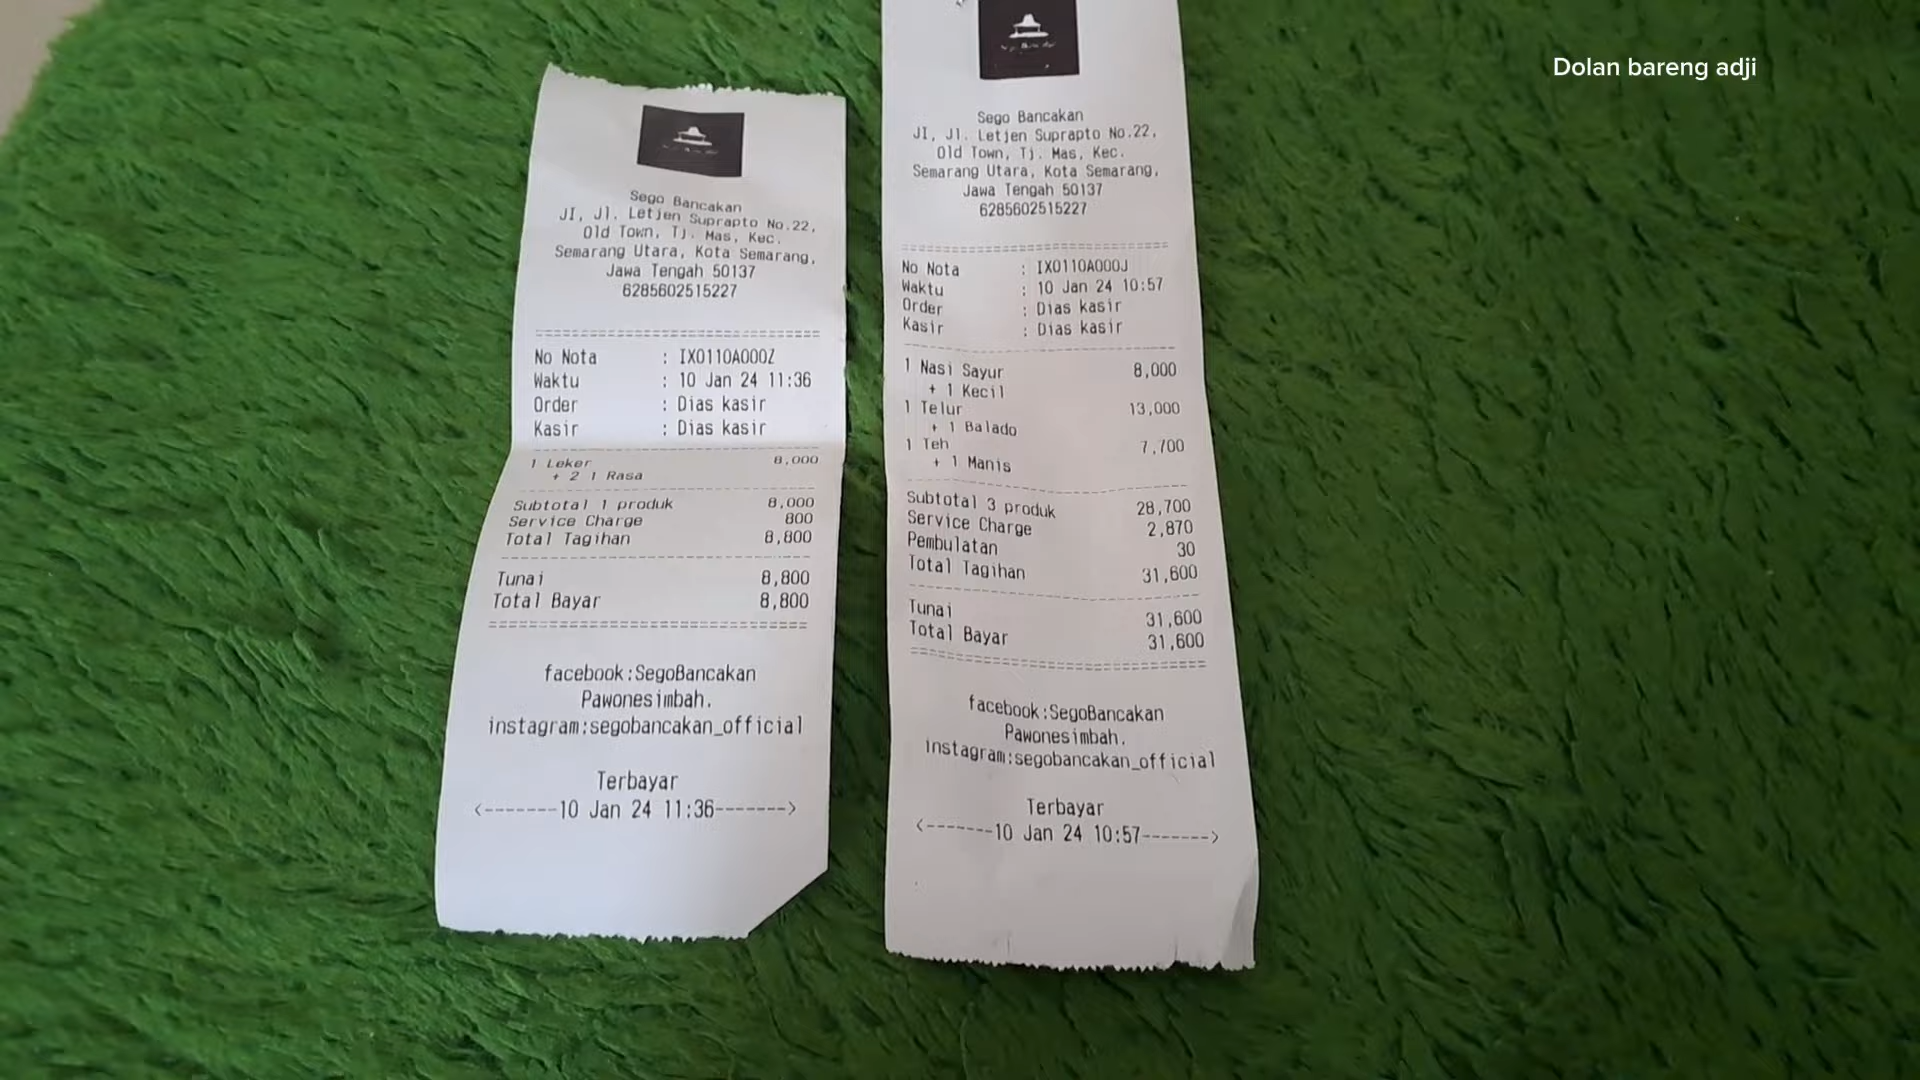 Dolan bareng adji
Sego Bancakan
JI, Jl. Letjen Suprapto No.22,
Old Town, Tj. Mas, Kec.
Semarang Utara, Kota Semarang,
Jawa Tengah 50137
6285602515227
No Nota : IX0110A000Z
Waktu : 10 Jan 24 11:36
Order : Dias kasir
Kasir : Dias kasir
1 Leker 8,000
+ 2 1 Rasa
Subtotal 1 produk 8,000
Service Charge 800
Total Tagihan 8,800
Tunai 8,800
Total Bayar 8,800
facebook:SegoBancakan
Pawonesimbah.
instagram:segobancakan_official
Terbayar
<-------10 Jan 24 11:36------->
Sego Bancakan
JI, Jl. Letjen Suprapto No.22,
Old Town, Tj. Mas, Kec.
Semarang Utara, Kota Semarang,
Jawa Tengah 50137
6285602515227
No Nota : IX0110A000J
Waktu : 10 Jan 24 10:57
Order : Dias kasir
Kasir : Dias kasir
1 Nasi Sayur 8,000
+ 1 Kecil
1 Telur 13,000
+ 1 Balado
1 Teh 7,700
+ 1 Manis
Subtotal 3 produk 28,700
Service Charge 2,870
Pembulatan 30
Total Tagihan 31,600
Tunai 31,600
Total Bayar 31,600
facebook:SegoBancakan
Pawonesimbah.
instagram:segobancakan_official
Terbayar
<-------10 Jan 24 10:57------->